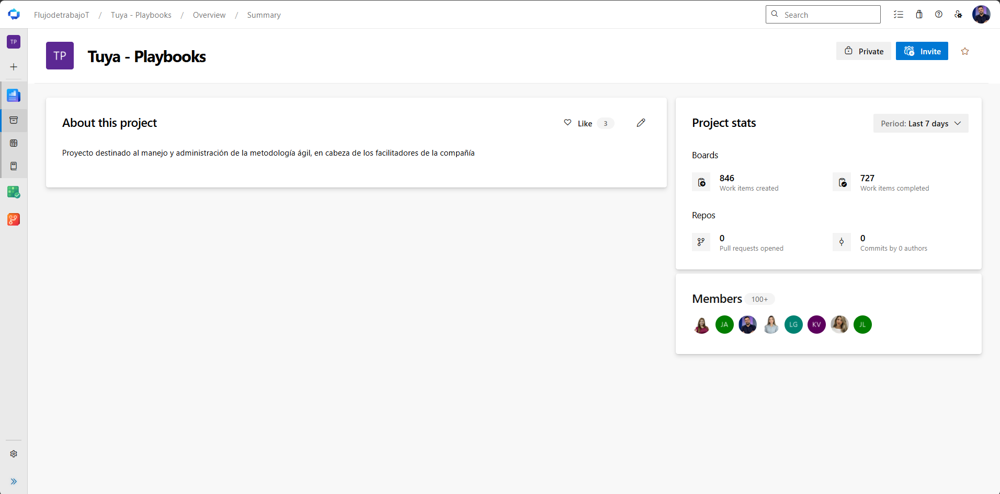 FlujodetrabajoT / Tuya - Playbooks / Overview / Summary
Search
TP
TP
Tuya - Playbooks
Private
Invite
About this project
Like 3
Proyecto destinado al manejo y administración de la metodología ágil, en cabeza de los facilitadores de la compañía
Project stats
Period: Last 7 days
Boards
846
Work items created
727
Work items completed
Repos
0
Pull requests opened
0
Commits by 0 authors
Members 100+
JA
LG
KV
JL